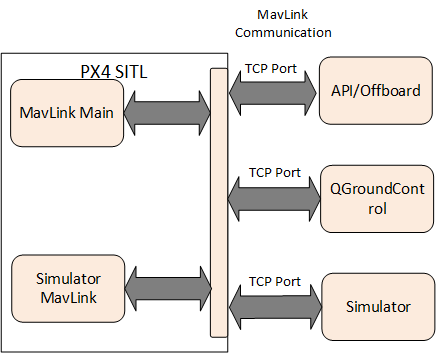 MavLink
Communication
PX4 SITL
TCP Port
MavLink Main
API/Offboard
TCP Port
QGroundCont
rol
Simulator
MavLink
TCP Port
Simulator